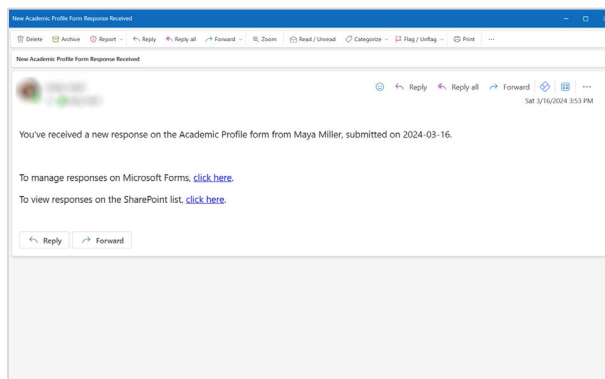 New Academic Profile Form Response Received
Delete Archive Report Reply Reply all Forward Zoom Read / Unread Categorize Flag / Unflag Print ...
New Academic Profile Form Response Received
Reply Reply all Forward ...
Sat 3/16/2024 3:53 PM
You've received a new response on the Academic Profile form from Maya Miller, submitted on 2024-03-16.
To manage responses on Microsoft Forms, click here.
To view responses on the SharePoint list, click here.
Reply Forward